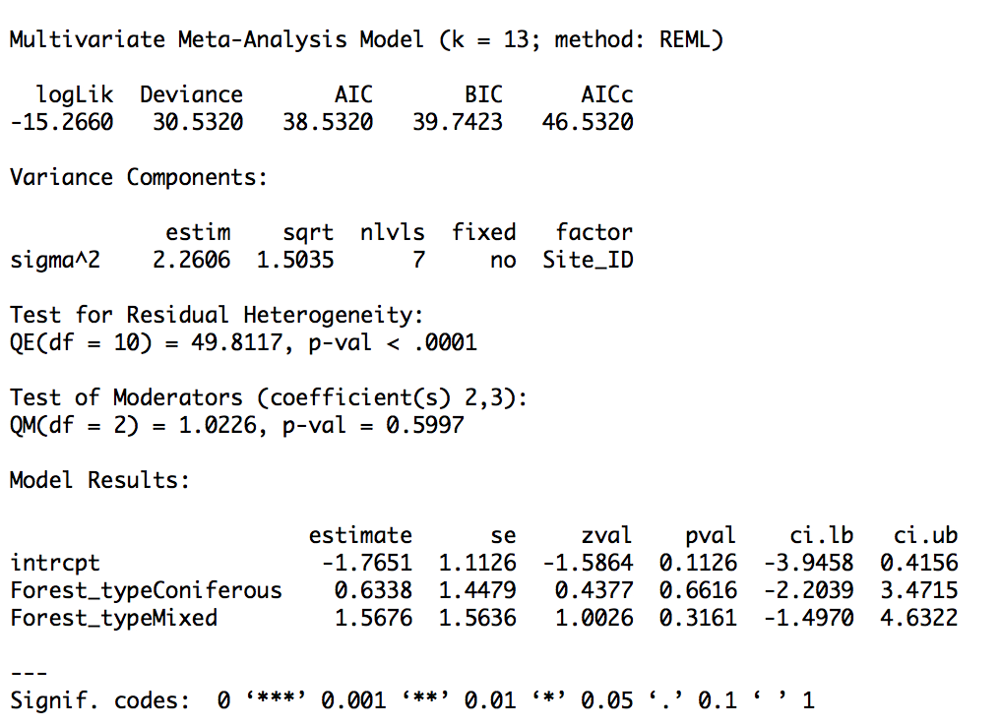 Multivariate Meta-Analysis Model (k = 13; method: REML)
logLik Deviance AIC BIC AICc
-15.2660 30.5320 38.5320 39.7423 46.5320
Variance Components:
estim sqrt nlvls fixed factor
sigma^2 2.2606 1.5035 7 no Site_ID
Test for Residual Heterogeneity:
QE(df = 10) = 49.8117, p-val < .0001
Test of Moderators (coefficient(s) 2,3):
QM(df = 2) = 1.0226, p-val = 0.5997
Model Results:
estimate se zval pval ci.lb ci.ub
intrcpt -1.7651 1.1126 -1.5864 0.1126 -3.9458 0.4156
Forest_typeConiferous 0.6338 1.4479 0.4377 0.6616 -2.2039 3.4715
Forest_typeMixed 1.5676 1.5636 1.0026 0.3161 -1.4970 4.6322
---
Signif. codes: 0 ‘***’ 0.001 ‘**’ 0.01 ‘*’ 0.05 ‘.’ 0.1 ‘ ’ 1